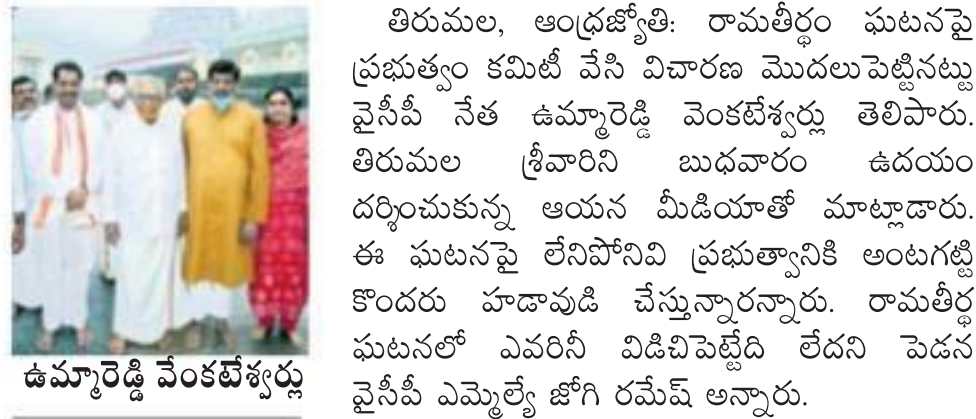 తిరుమల, ఆంధ్రజ్యోతి: రామతీర్థం ఘటనపై
ప్రభుత్వం కమిటీ వేసి విచారణ మొదలుపెట్టినట్టు
వైసీపీ నేత ఉమ్మారెడ్డి వెంకటేశ్వర్లు తెలిపారు.
తిరుమల శ్రీవారిని బుధవారం ఉదయం
దర్శించుకున్న ఆయన మీడియాతో మాట్లాడారు.
ఈ ఘటనపై లేనిపోనివి ప్రభుత్వానికి అంటగట్టి
కొందరు హడావుడి చేస్తున్నారన్నారు. రామతీర్థ
ఘటనలో ఎవరినీ విడిచిపెట్టేది లేదని పెడన
వైసీపీ ఎమ్మెల్యే జోగి రమేష్ అన్నారు.
ఉమ్మారెడ్డి వేంకటేశ్వర్లు